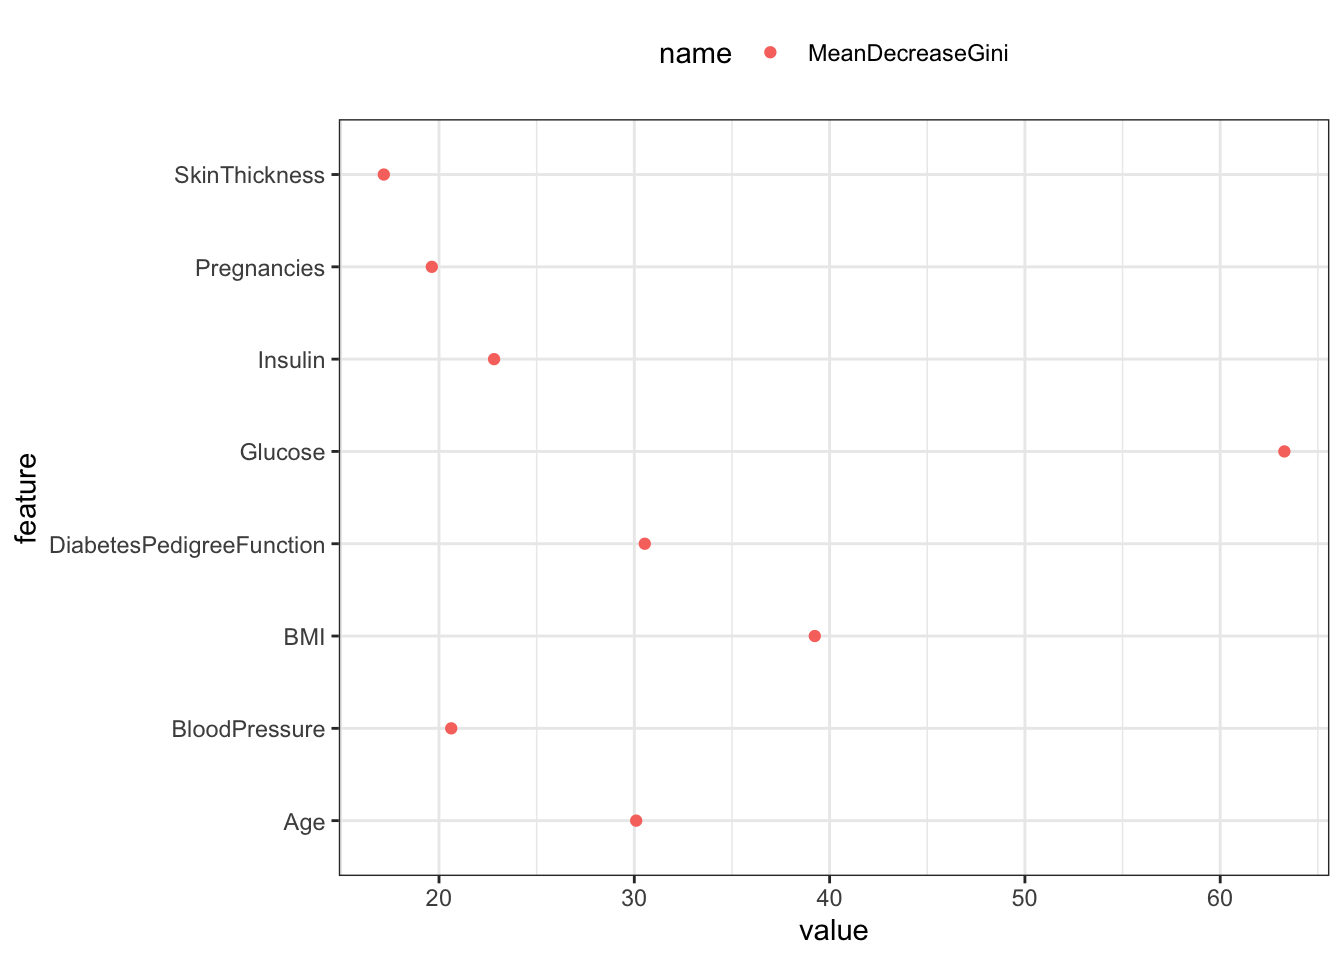 name MeanDecreaseGini
SkinThickness
Pregnancies
Insulin
Glucose
DiabetesPedigreeFunction
BMI
BloodPressure
Age
feature
20 30 40 50 60
value